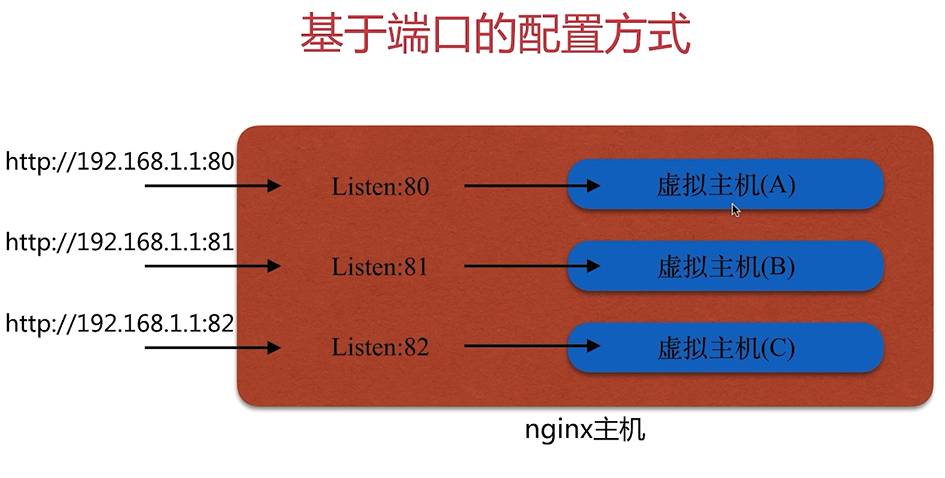 基于端口的配置方式
http://192.168.1.1:80
Listen:80
虚拟主机(A)
http://192.168.1.1:81
Listen:81
虚拟主机(B)
http://192.168.1.1:82
Listen:82
虚拟主机(C)
nginx主机